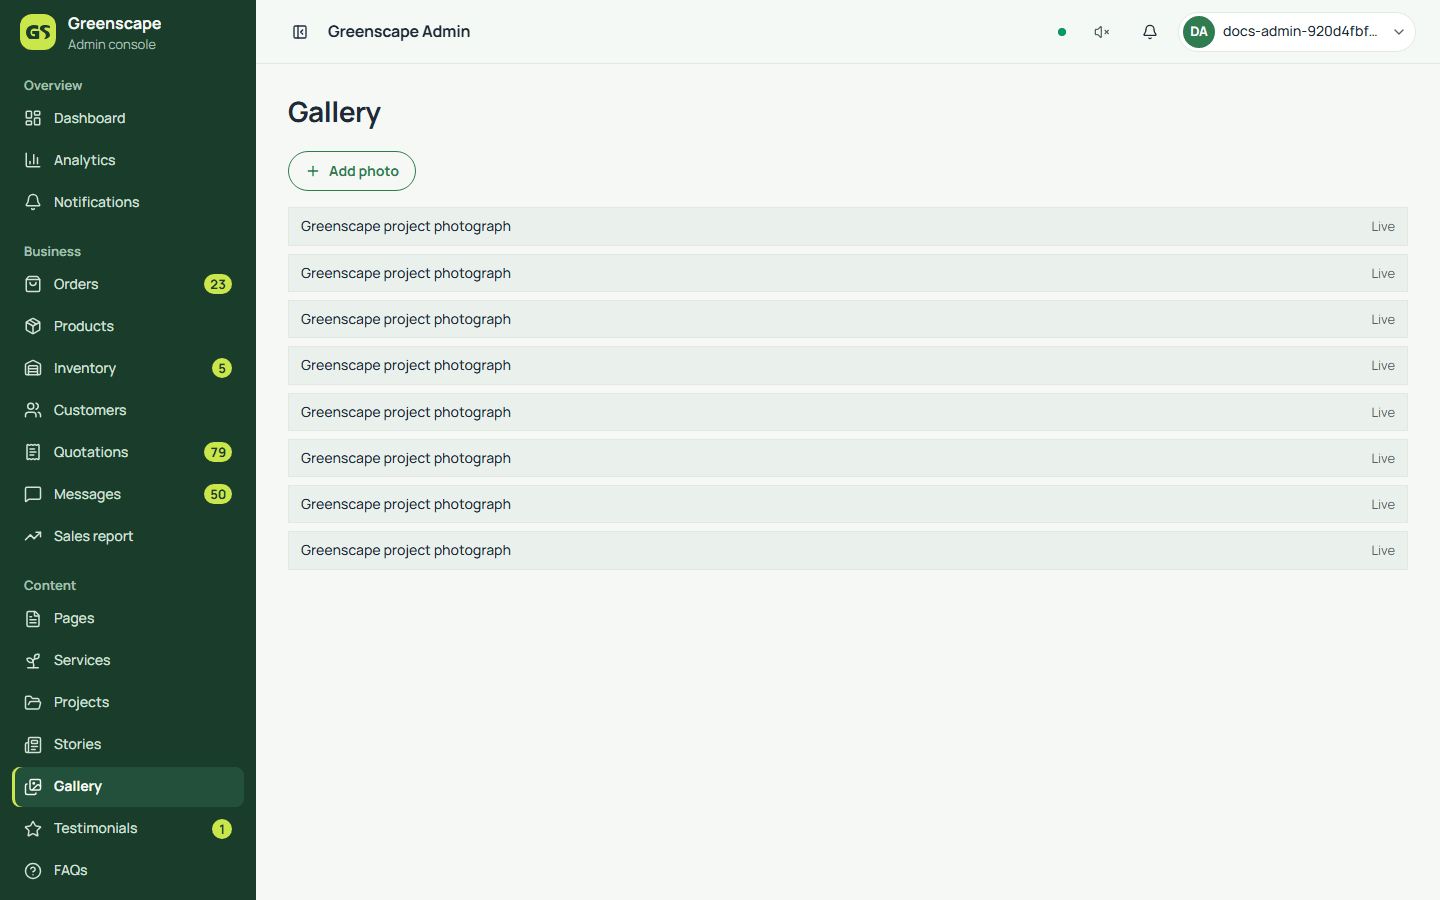 GS
Greenscape
Admin console
Overview
Dashboard
Analytics
Notifications
Business
Orders 23
Products
Inventory 5
Customers
Quotations 79
Messages 50
Sales report
Content
Pages
Services
Projects
Stories
Gallery
Testimonials 1
FAQs
Greenscape Admin
DA docs-admin-920d4fbf...
Gallery
+ Add photo
Greenscape project photograph Live
Greenscape project photograph Live
Greenscape project photograph Live
Greenscape project photograph Live
Greenscape project photograph Live
Greenscape project photograph Live
Greenscape project photograph Live
Greenscape project photograph Live